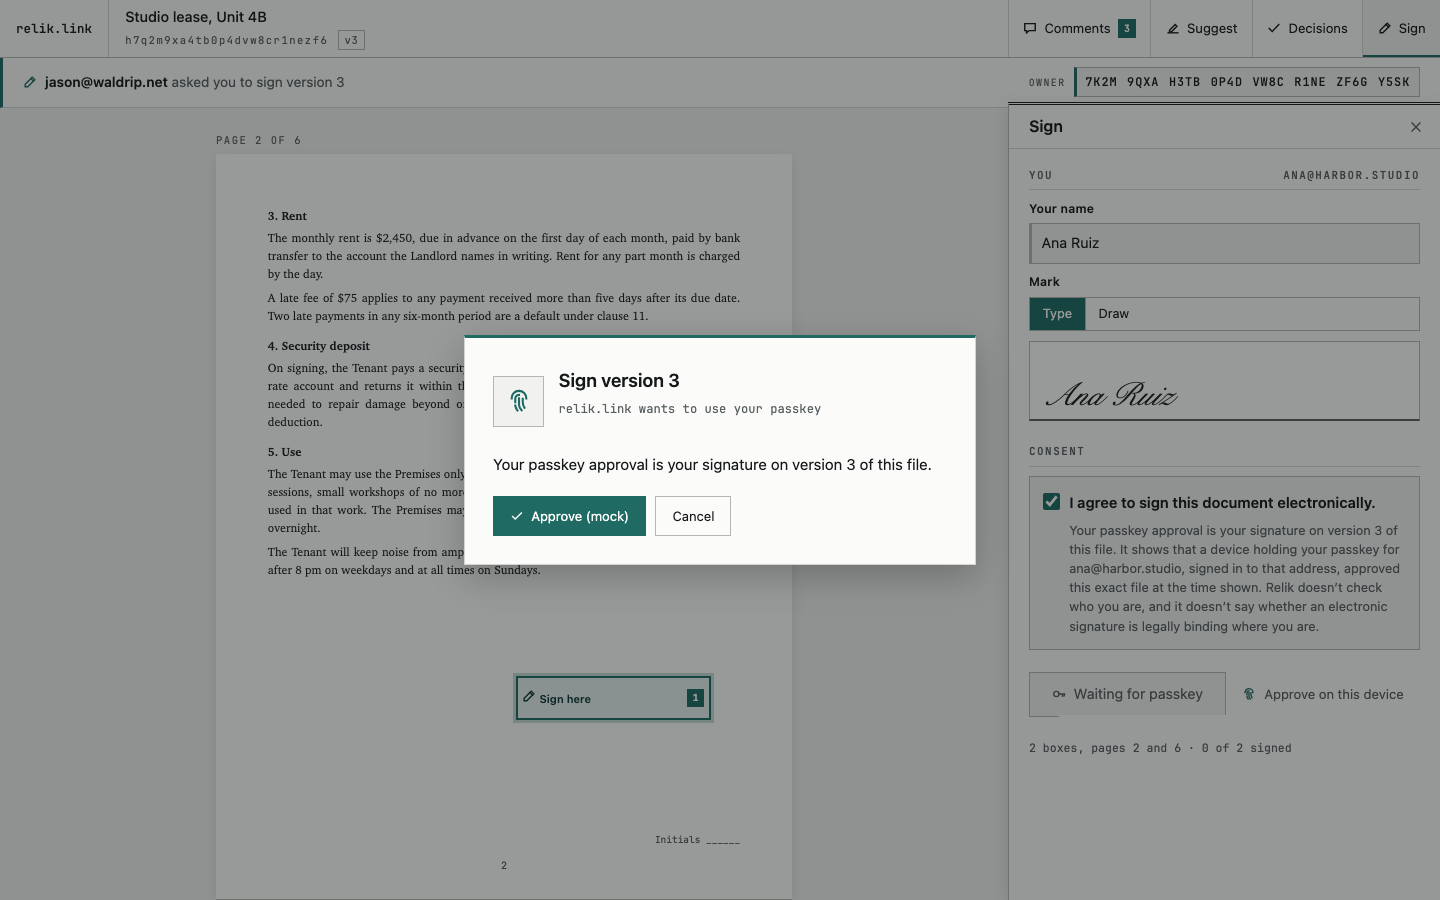 relik.link
Studio lease, Unit 4B
h7q2m9xa4tb0p4dvw8cr1nezf6 v3
Comments 3
Suggest
Decisions
Sign
jason@waldrip.net asked you to sign version 3
OWNER 7K2M 9QXA H3TB 0P4D VW8C R1NE ZF6G Y5SK
PAGE 2 OF 6
3. Rent
The monthly rent is $2,450, due in advance on the first day of each month, paid by bank
transfer to the account the Landlord names in writing. Rent for any part month is charged
by the day.
A late fee of $75 applies to any payment received more than five days after its due date.
Two late payments in any six-month period are a default under clause 11.
4. Security deposit
On signing, the Tenant pays a securit
rate account and returns it within t
needed to repair damage beyond o
deduction.
5. Use
The Tenant may use the Premises only
sessions, small workshops of no mor
used in that work. The Premises ma
overnight.
The Tenant will keep noise from amp
after 8 pm on weekdays and at all times on Sundays.
Sign here 1
Initials ______
2
Sign version 3
relik.link wants to use your passkey
Your passkey approval is your signature on version 3 of this file.
Approve (mock)
Cancel
Sign
YOU ANA@HARBOR.STUDIO
Your name
Ana Ruiz
Mark
Type Draw
Ana Ruiz
CONSENT
I agree to sign this document electronically.
Your passkey approval is your signature on version 3 of
this file. It shows that a device holding your passkey for
ana@harbor.studio, signed in to that address, approved
this exact file at the time shown. Relik doesn’t check
who you are, and it doesn’t say whether an electronic
signature is legally binding where you are.
Waiting for passkey
Approve on this device
2 boxes, pages 2 and 6 · 0 of 2 signed